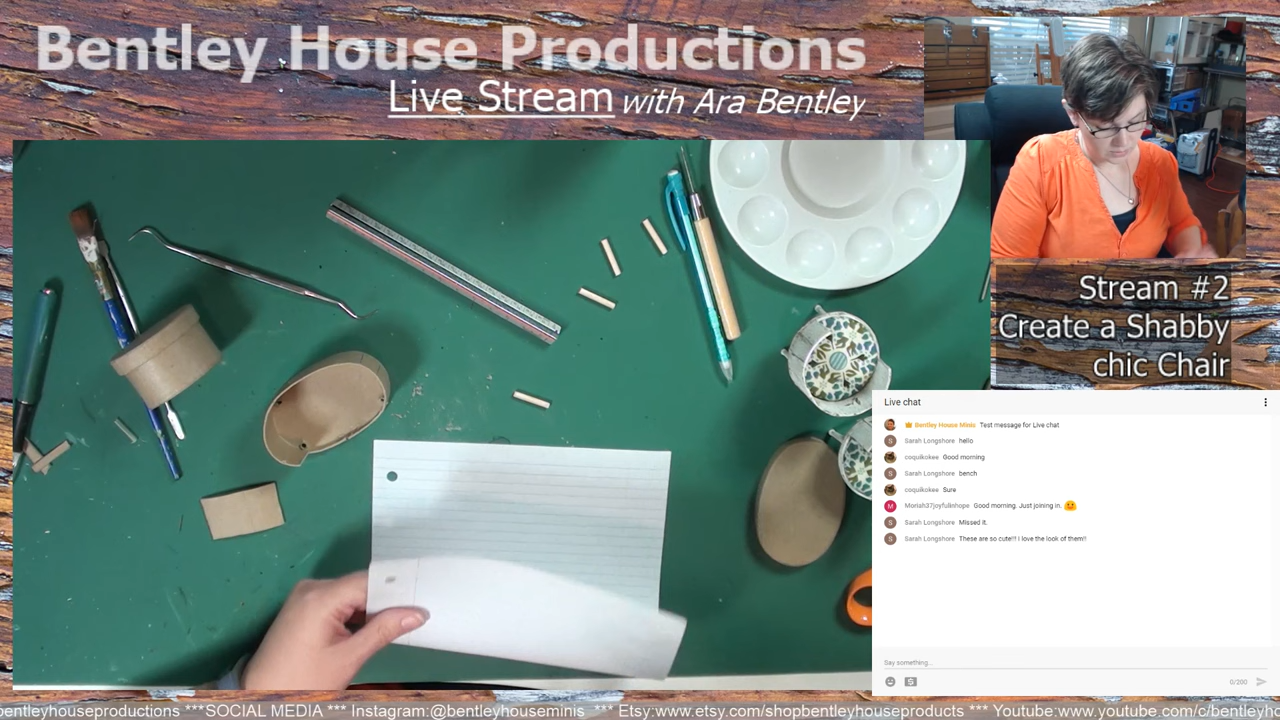 Bentley House Productions
Live Stream with Ara Bentley
Stream #2
Create a Shabby
chic Chair
Live chat
Bentley House Minis Test message for Live chat
S Sarah Longshore hello
coquikokee Good morning
S Sarah Longshore bench
coquikokee Sure
M Moriah37joyfulinhope Good morning. Just joining in.
S Sarah Longshore Missed it.
S Sarah Longshore These are so cute!!! I love the look of them!!
Say something...
0/200
bentleyhouseproductions ***SOCIAL MEDIA *** Instagram:@bentleyhouseminis *** Etsy:www.etsy.com/shopbentleyhouseproducts *** Youtube:www.youtube.com/c/bentleyho